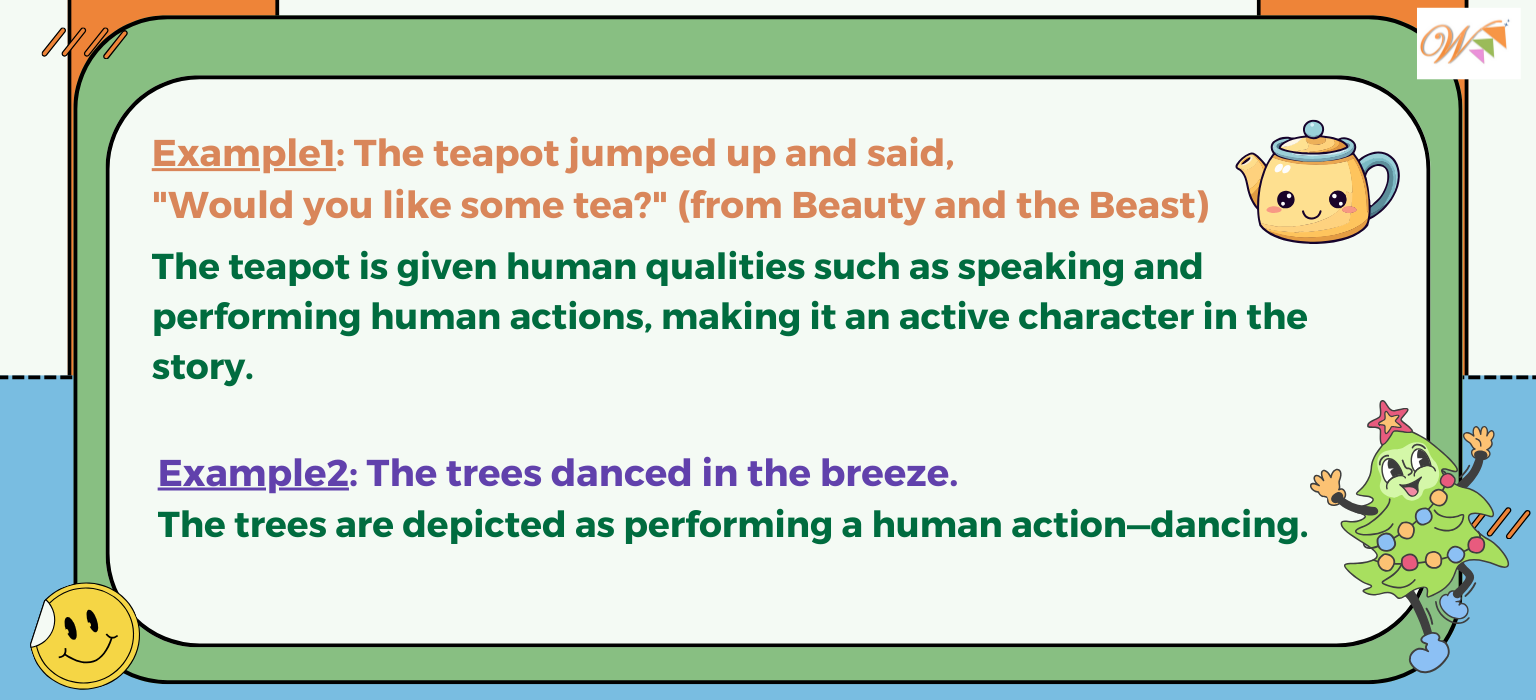 W
Example1: The teapot jumped up and said,
"Would you like some tea?" (from Beauty and the Beast)
The teapot is given human qualities such as speaking and
performing human actions, making it an active character in the
story.
Example2: The trees danced in the breeze.
The trees are depicted as performing a human action—dancing.